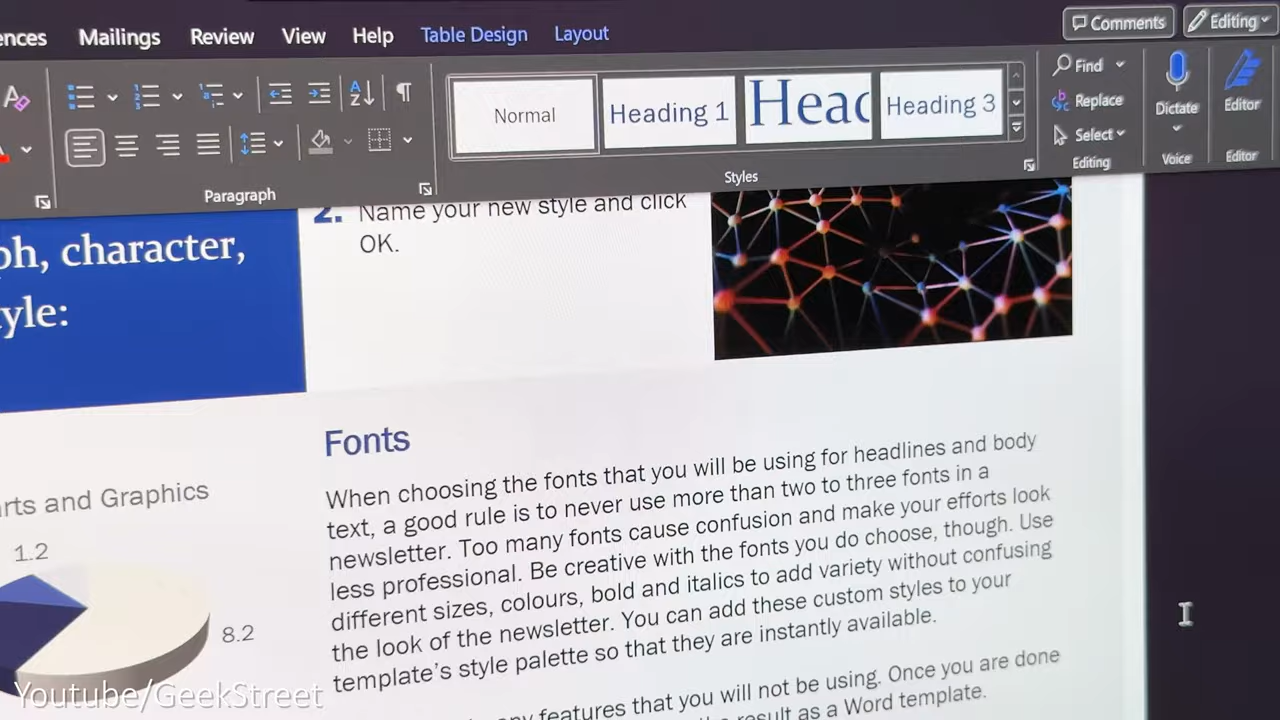 Comments
Editing
Mailings
Review
View
Help
Table Design
Layout
Normal
Heading 1
Heading 3
Find
Replace
Select
Dictate
Editor
Paragraph
Styles
Editing
Voice
Editor
character,
2. Name your new style and click
OK.
Fonts
When choosing the fonts that you will be using for headlines and body
text, a good rule is to never use more than two to three fonts in a
newsletter. Too many fonts cause confusion and make your efforts look
less professional. Be creative with the fonts you do choose, though. Use
different sizes, colours, bold and italics to add variety without confusing
the look of the newsletter. You can add these custom styles to your
template's style palette so that they are instantly available.
and Graphics
1.2
8.2
features that you will not be using. Once you are done
result as a Word template.
Youtube/GeekStreet